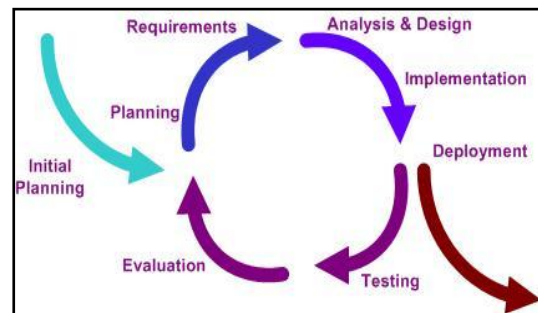 Requirements
Analysis & Design
Implementation
Planning
Deployment
Initial
Planning
Evaluation
Testing